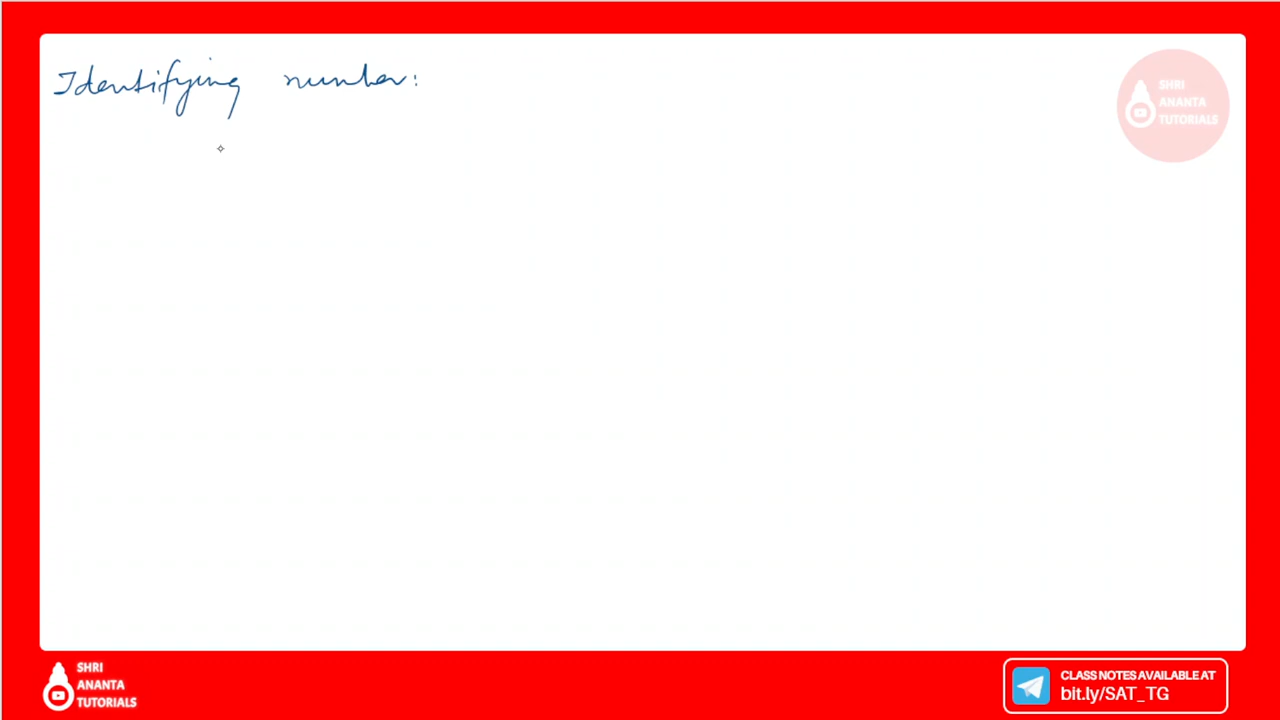 Identifying number:
SHRI
ANANTA
TUTORIALS
SHRI
ANANTA
TUTORIALS
CLASS NOTES AVAILABLE AT
bit.ly/SAT_TG